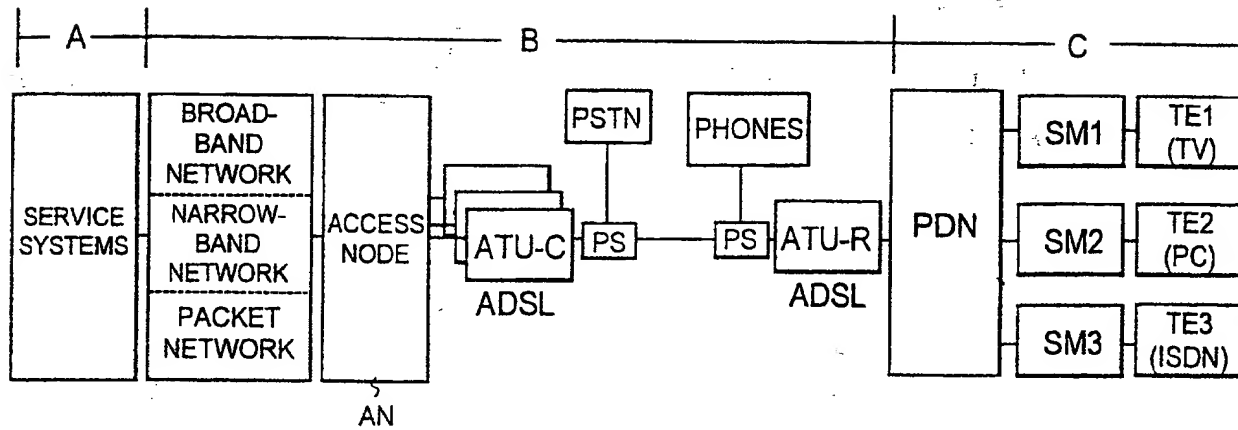 A
B
C
SERVICE
SYSTEMS
BROAD-
BAND
NETWORK
NARROW-
BAND
NETWORK
PACKET
NETWORK
ACCESS
NODE
AN
ATU-C
ADSL
PSTN
PS
PHONES
PS
ATU-R
ADSL
PDN
SM1
TE1
(TV)
SM2
TE2
(PC)
SM3
TE3
(ISDN)